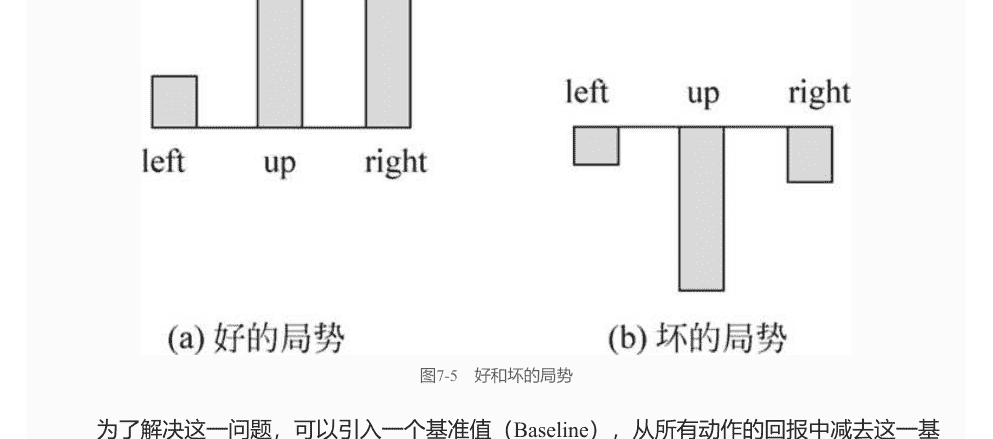 left up right
left up right
(a) 好的局势 (b) 坏的局势
图7-5 好和坏的局势
为了解决这一问题，可以引入一个基准值（Baseline），从所有动作的回报中减去这一基